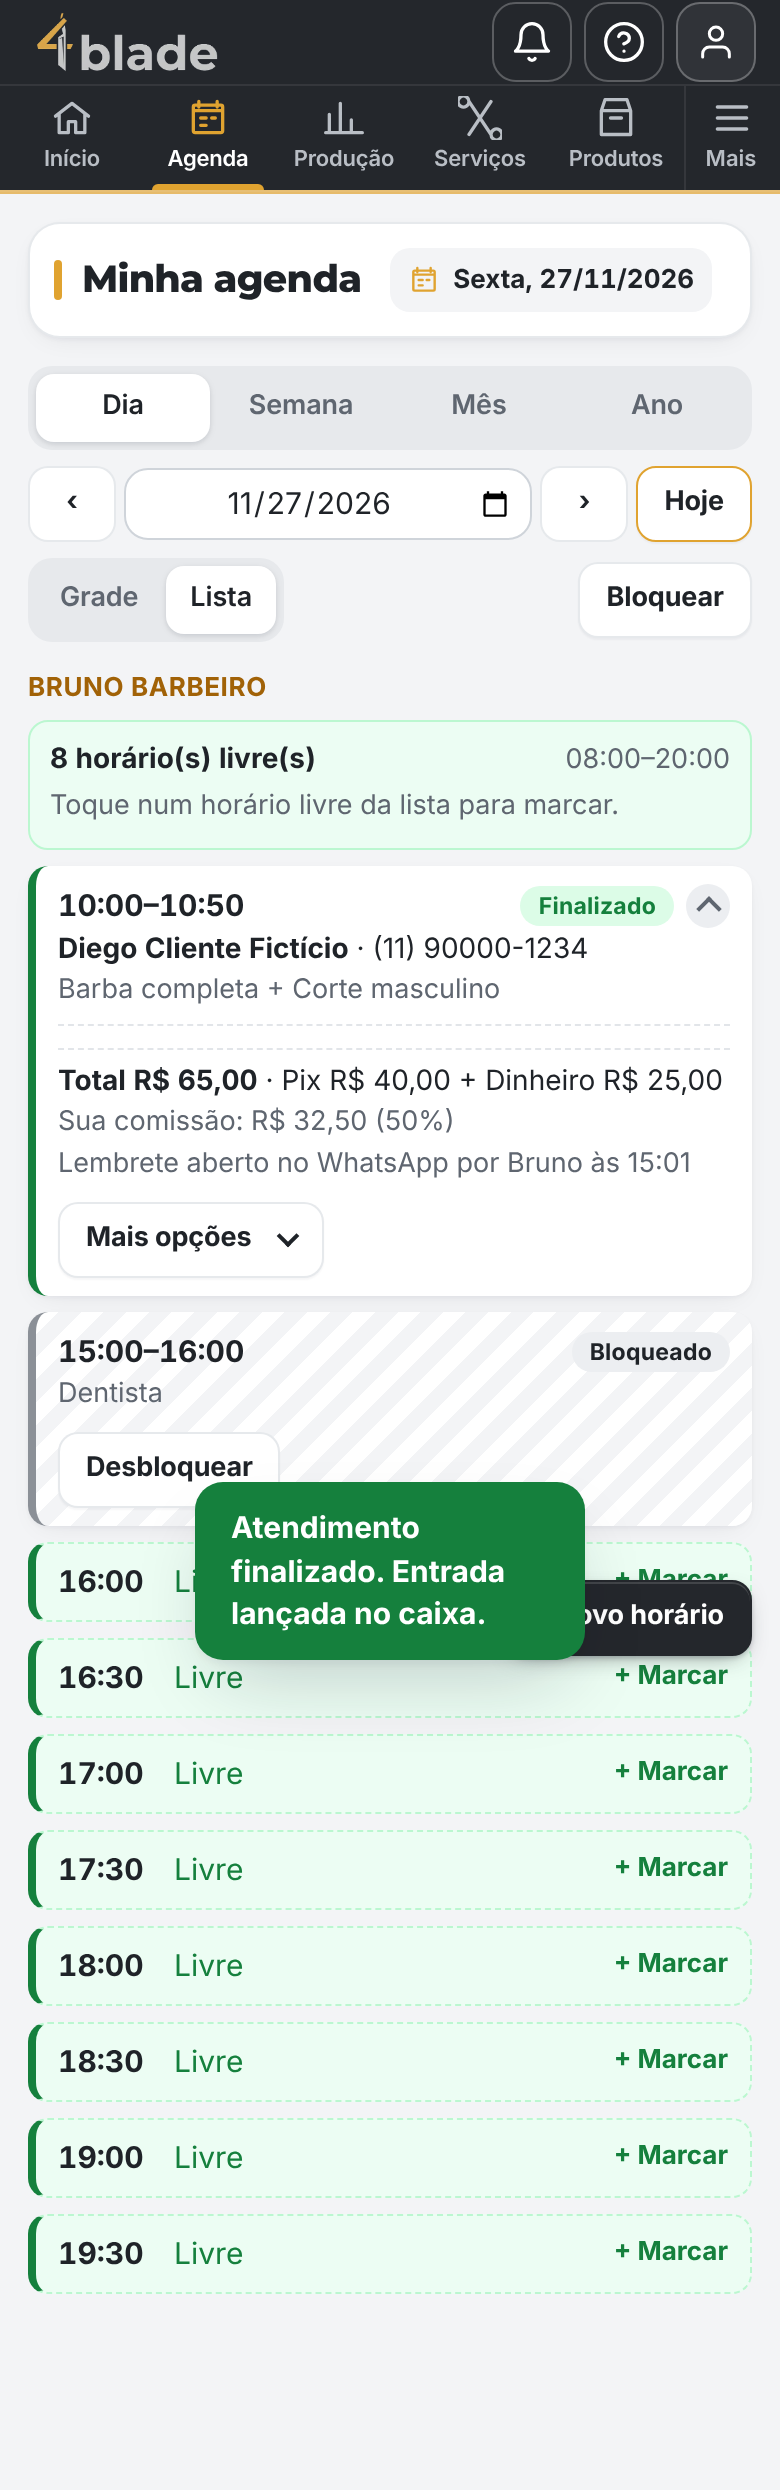 4blade
Início
Agenda
Produção
Serviços
Produtos
Mais
Minha agenda
Sexta, 27/11/2026
Dia
Semana
Mês
Ano
‹
11/27/2026
›
Hoje
Grade
Lista
Bloquear
BRUNO BARBEIRO
8 horário(s) livre(s)
08:00–20:00
Toque num horário livre da lista para marcar.
10:00–10:50
Finalizado
Diego Cliente Fictício · (11) 90000-1234
Barba completa + Corte masculino
Total R$ 65,00 · Pix R$ 40,00 + Dinheiro R$ 25,00
Sua comissão: R$ 32,50 (50%)
Lembrete aberto no WhatsApp por Bruno às 15:01
Mais opções
15:00–16:00
Bloqueado
Dentista
Desbloquear
Atendimento
finalizado. Entrada
lançada no caixa.
16:00
+ Marcar
horário
16:30 Livre
+ Marcar
17:00 Livre
+ Marcar
17:30 Livre
+ Marcar
18:00 Livre
+ Marcar
18:30 Livre
+ Marcar
19:00 Livre
+ Marcar
19:30 Livre
+ Marcar